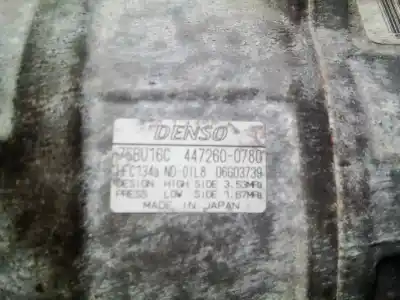 DENSO
7SBU16C 447260-0780
HFC134a ND-OIL8 06G03739
DESIGN HIGH SIDE 3.53MPa
PRESS LOW SIDE 1.67MPa
MADE IN JAPAN